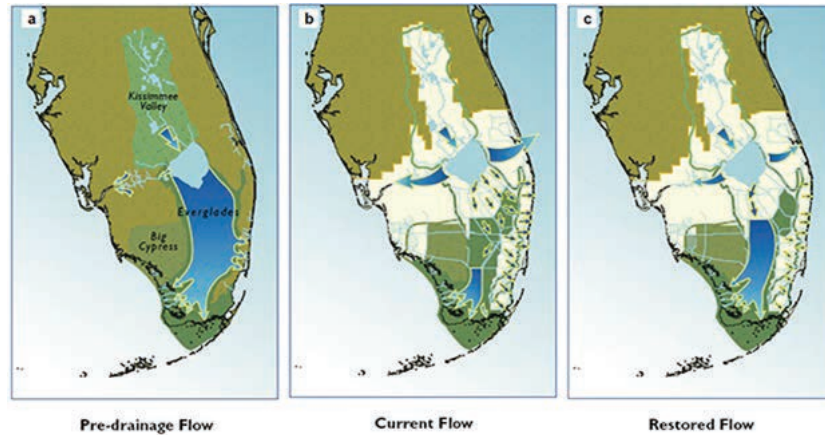 a
Kissimmee
Valley
Everglades
Big
Cypress
b
c
Pre-drainage Flow
Current Flow
Restored Flow